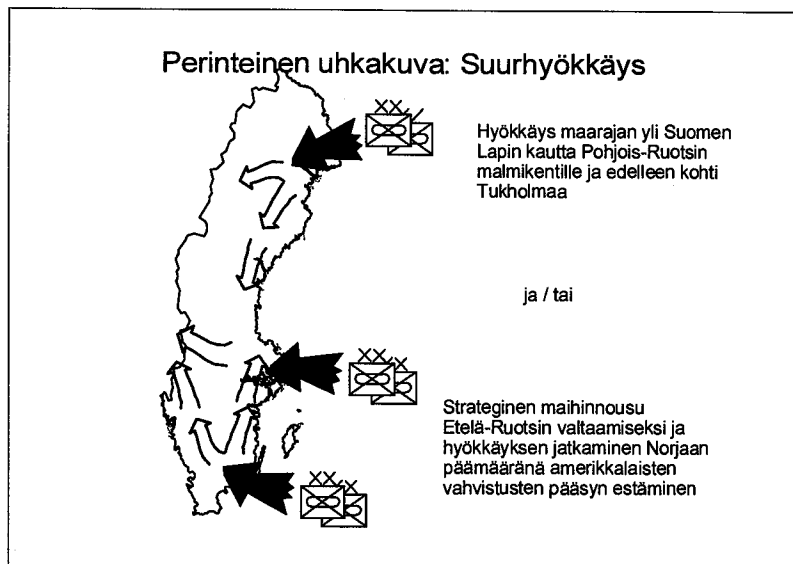 Perinteinen uhkakuva: Suurhyökkäys
Hyökkäys maarajan yli Suomen
Lapin kautta Pohjois-Ruotsin
malmikentille ja edelleen kohti
Tukholmaa
ja / tai
Strateginen maihinnousu
Etelä-Ruotsin valtaamiseksi ja
hyökkäyksen jatkaminen Norjaan
päämääränä amerikkalaisten
vahvistusten pääsyn estäminen